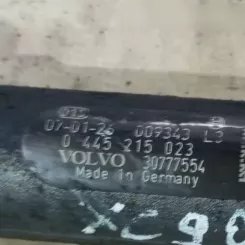 07-01-26 009343 L3
0 445 215 023
VOLVO 30777554
Made in Germany
XC90